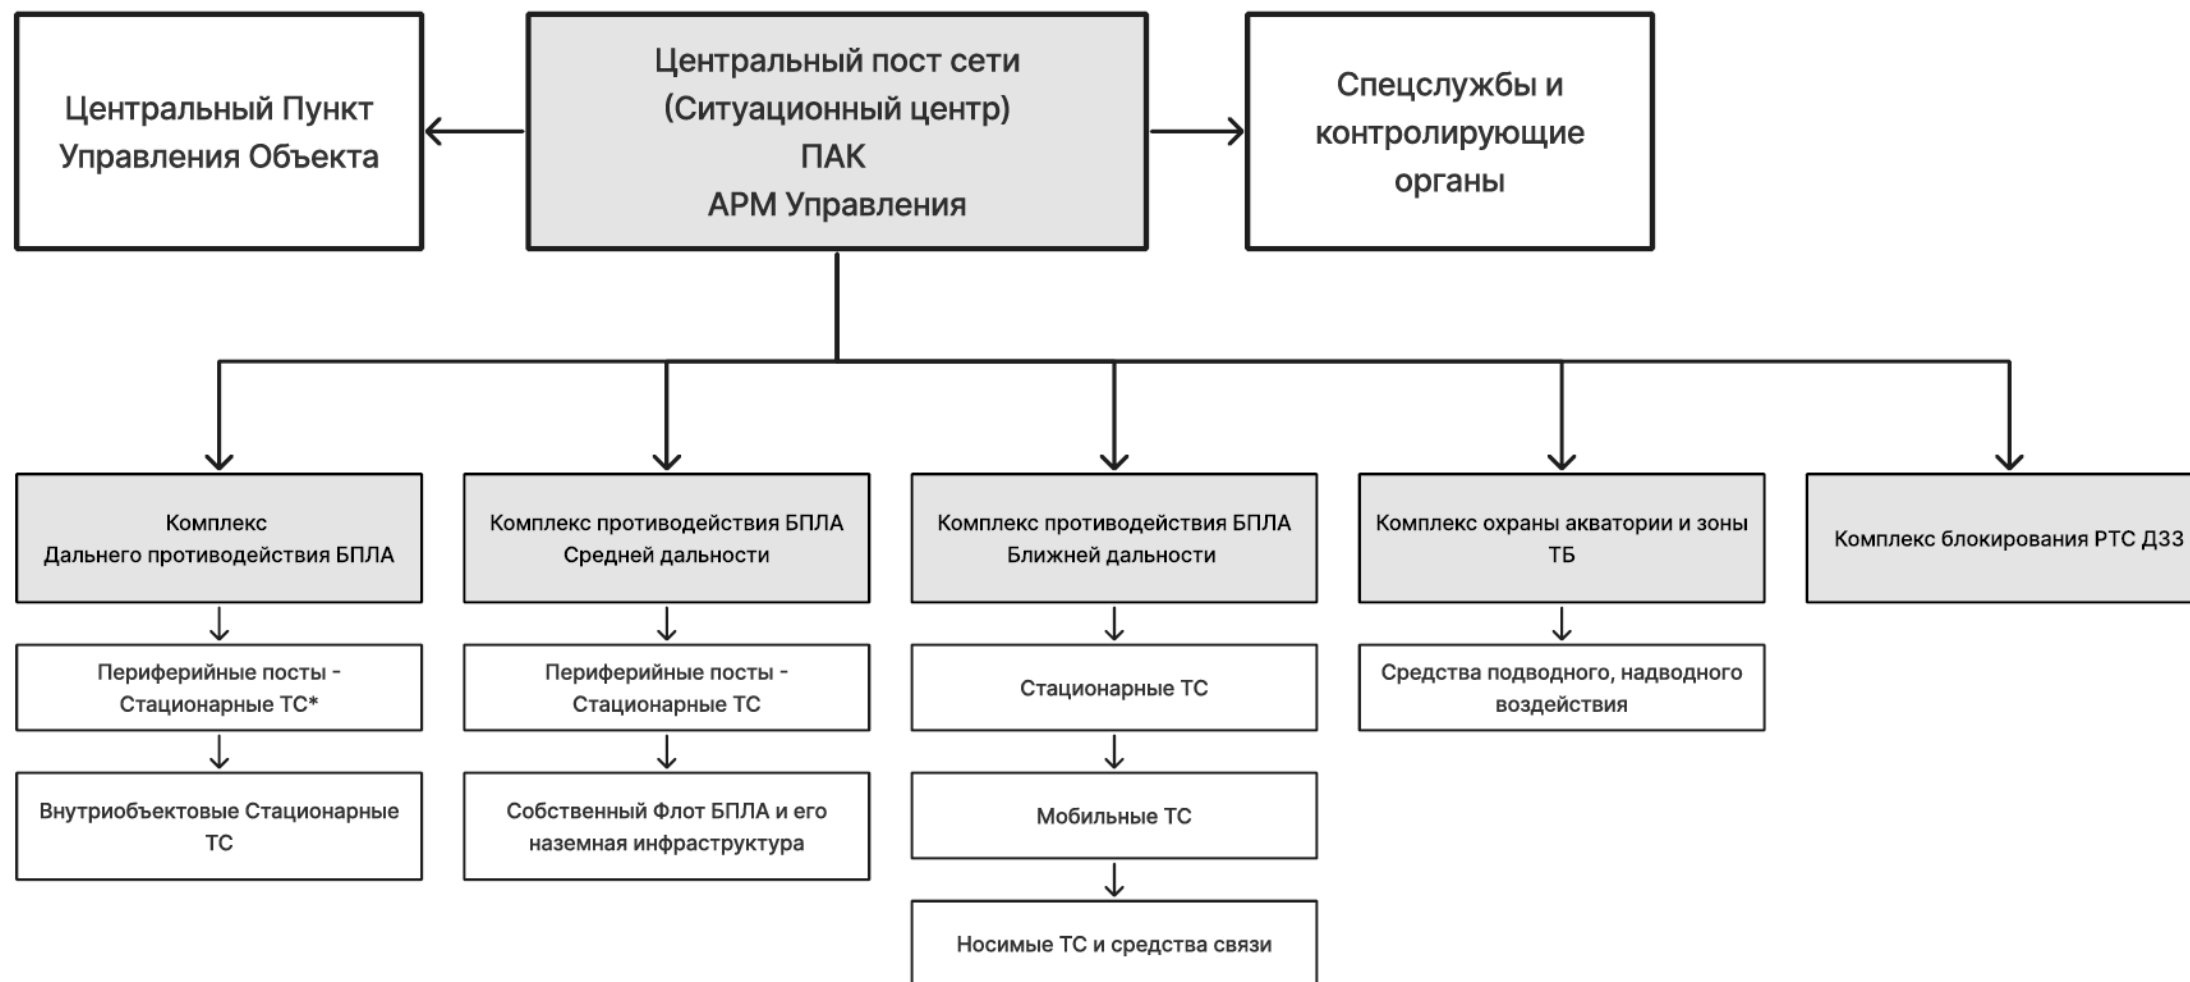 Центральный Пункт
Управления Объекта
Центральный пост сети
(Ситуационный центр)
ПАК
АРМ Управления
Спецслужбы и
контролирующие
органы
Комплекс
Дальнего противодействия БПЛА
Комплекс противодействия БПЛА
Средней дальности
Комплекс противодействия БПЛА
Ближней дальности
Комплекс охраны акватории и зоны
ТБ
Комплекс блокирования РТС ДЗЗ
Периферийные посты -
Стационарные ТС*
Периферийные посты -
Стационарные ТС
Стационарные ТС
Средства подводного, надводного
воздействия
Внутриобъектовые Стационарные
ТС
Собственный Флот БПЛА и его
наземная инфраструктура
Мобильные ТС
Носимые ТС и средства связи